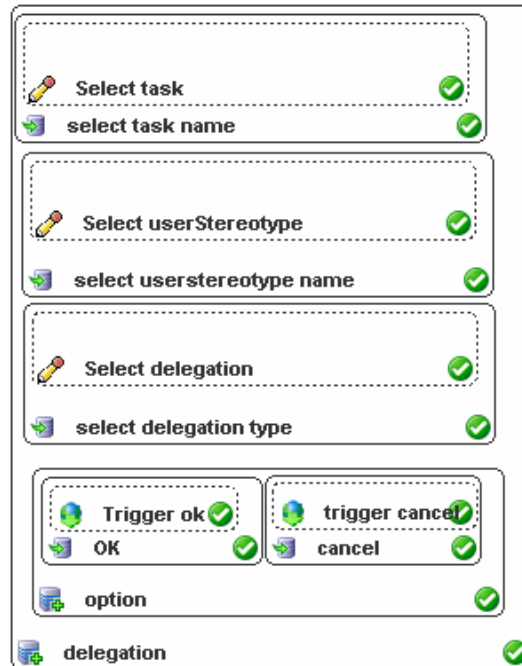 Select task
select task name
Select userStereotype
select userstereotype name
Select delegation
select delegation type
Trigger ok trigger cancel
OK cancel
option
delegation